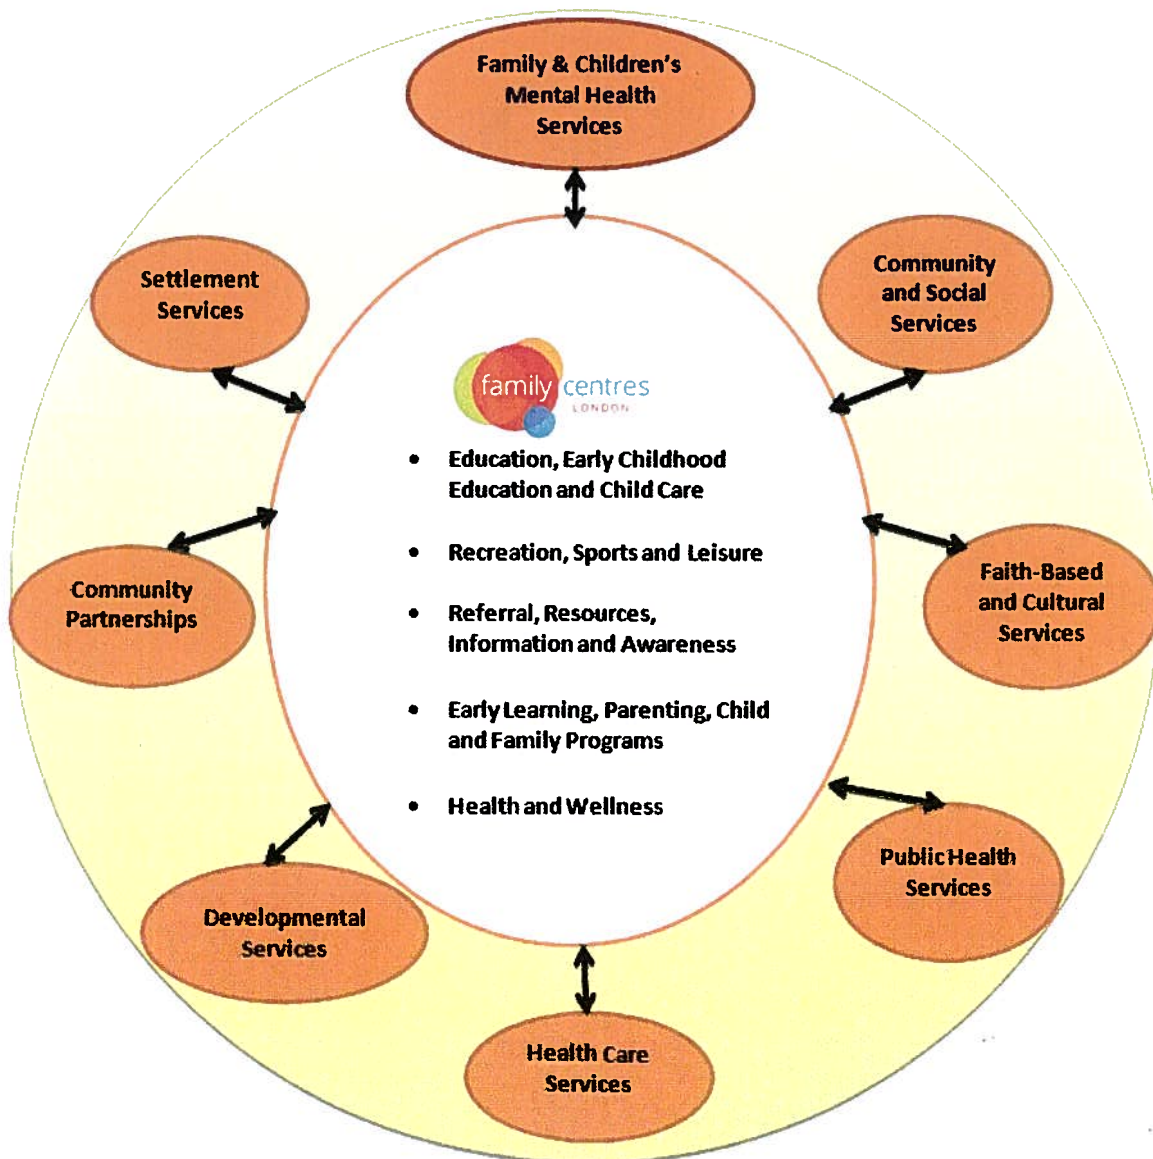 Family & Children's
Mental Health
Services
Settlement
Services
Community
and Social
Services
family centres
LONDON
• Education, Early Childhood
Education and Child Care
• Recreation, Sports and Leisure
• Referral, Resources,
Information and Awareness
• Early Learning, Parenting, Child
and Family Programs
• Health and Wellness
Community
Partnerships
Faith-Based
and Cultural
Services
Developmental
Services
Public Health
Services
Health Care
Services